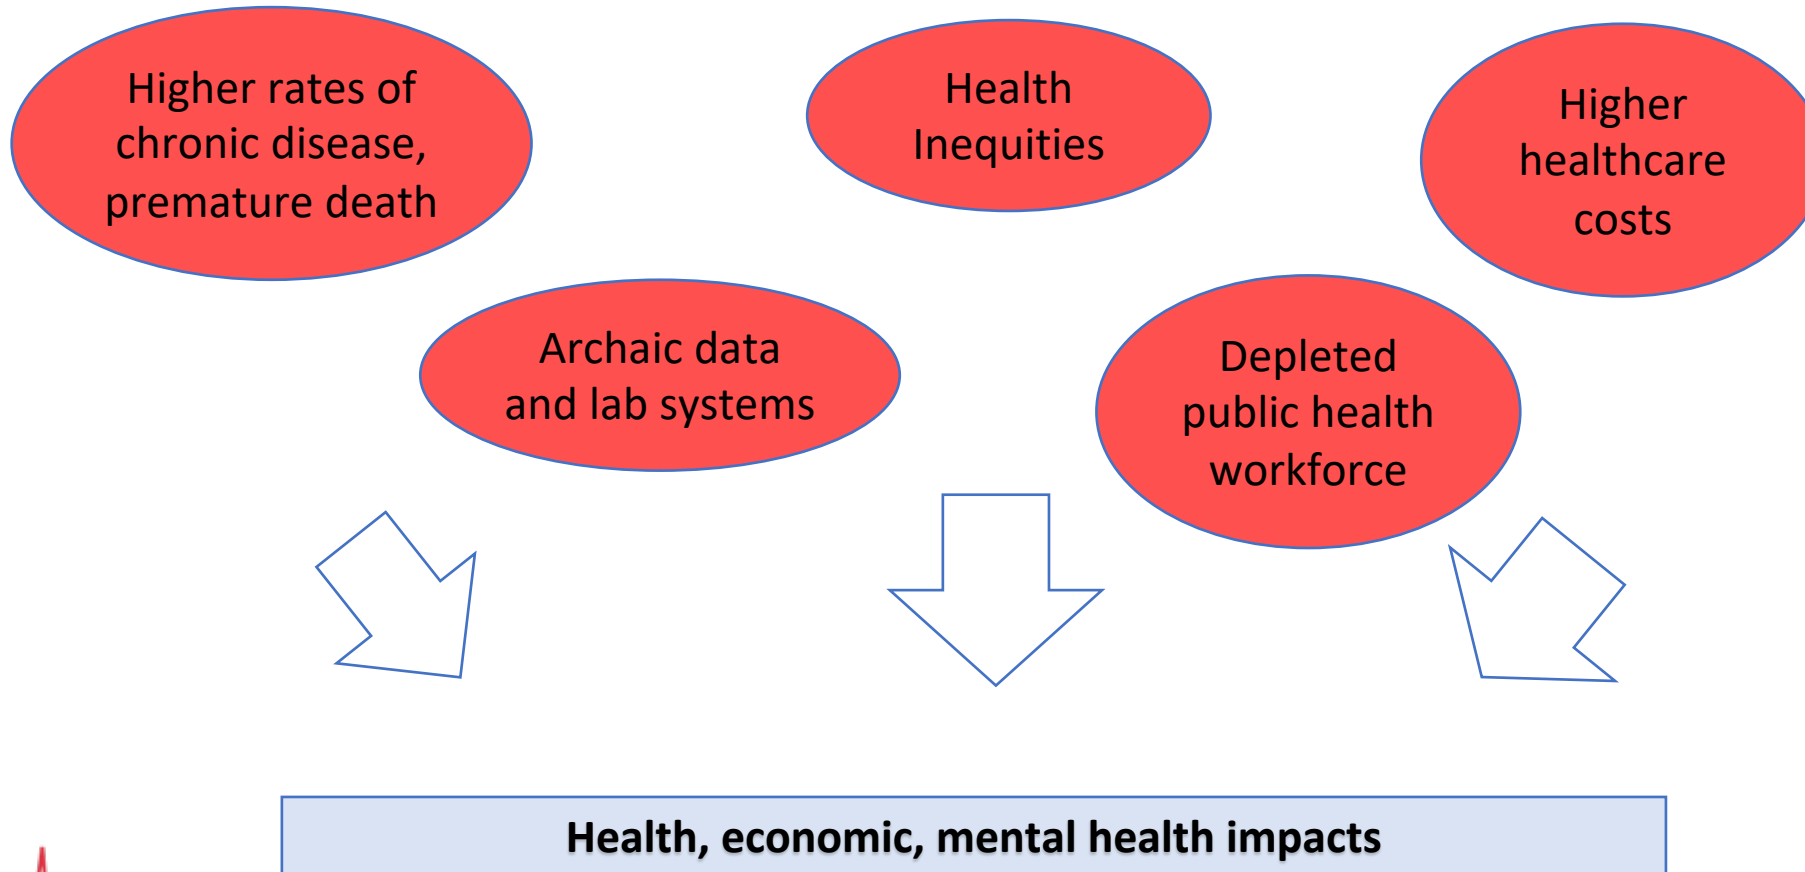 Higher rates of
chronic disease,
premature death
Health
Inequities
Higher
healthcare
costs
Archaic data
and lab systems
Depleted
public health
workforce
Health, economic, mental health impacts